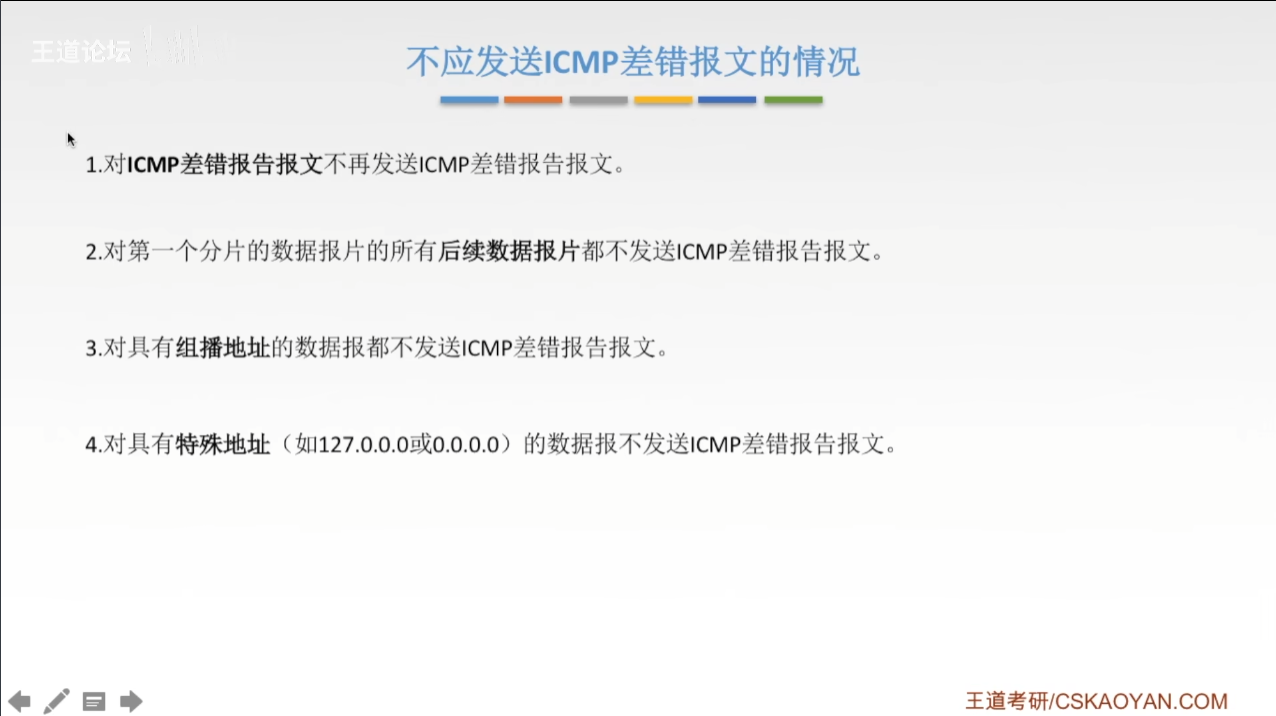 王道论坛
不应发送ICMP差错报文的情况
1.对ICMP差错报告报文不再发送ICMP差错报告报文。
2.对第一个分片的数据报片的所有后续数据报片都不发送ICMP差错报告报文。
3.对具有组播地址的数据报都不发送ICMP差错报告报文。
4.对具有特殊地址（如127.0.0.0或0.0.0.0）的数据报不发送ICMP差错报告报文。
王道考研/CSKAOYAN.COM